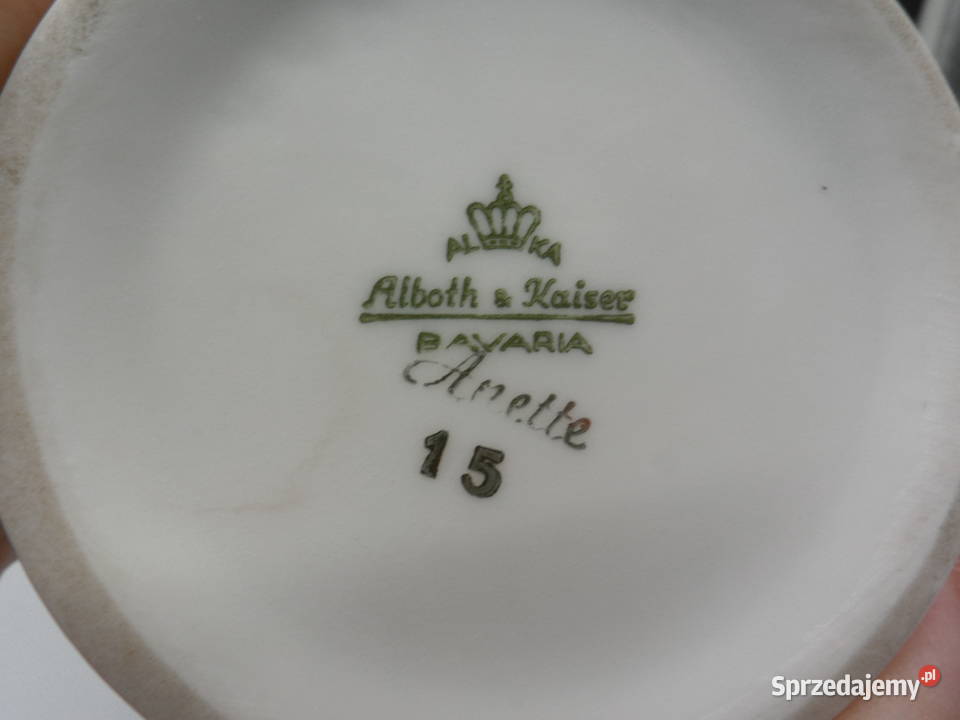 AL KA
Alboth & Kaiser
BAVARIA
Anette
15
Sprzedajemy.pl